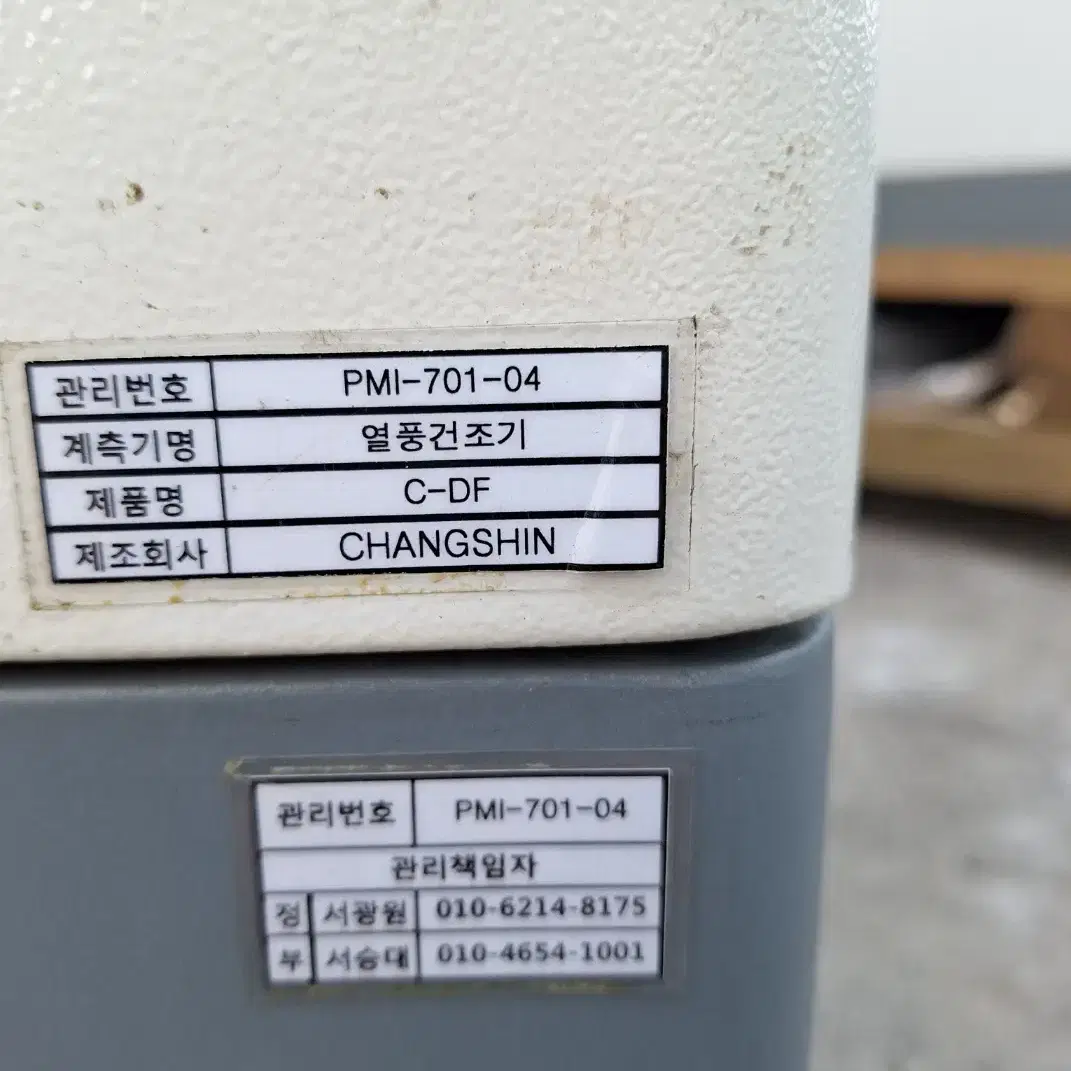 관리번호 PMI-701-04
계측기명 열풍건조기
제품명 C-DF
제조회사 CHANGSHIN
관리번호 PMI-701-04
관리책임자
정 서광원 010-6214-8175
부 서승대 010-4654-1001